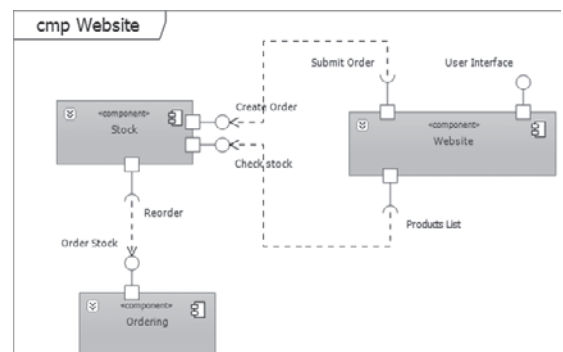 cmp Website
Submit Order
User Interface
Create Order
«component»
Stock
«component»
Website
Check stock
Reorder
Products List
Order Stock
«component»
Ordering